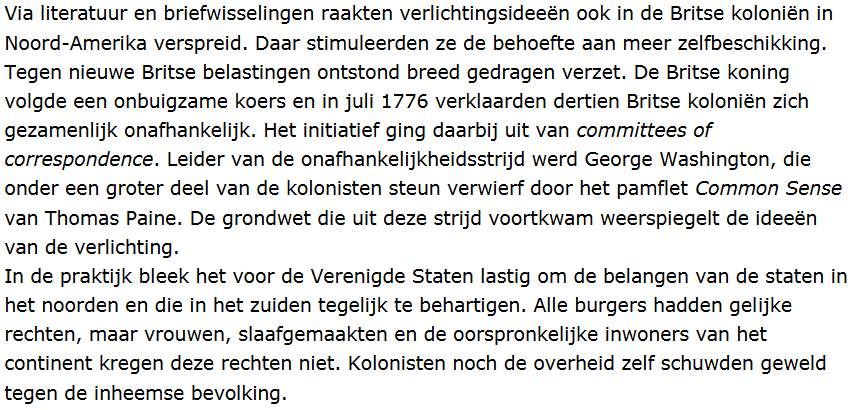 Via literatuur en briefwisselingen raakten verlichtingsideeën ook in de Britse koloniën in
Noord-Amerika verspreid. Daar stimuleerden ze de behoefte aan meer zelfbeschikking.
Tegen nieuwe Britse belastingen ontstond breed gedragen verzet. De Britse koning
volgde een onbuigzame koers en in juli 1776 verklaarden dertien Britse koloniën zich
gezamenlijk onafhankelijk. Het initiatief ging daarbij uit van committees of
correspondence. Leider van de onafhankelijkheidsstrijd werd George Washington, die
onder een groter deel van de kolonisten steun verwierf door het pamflet Common Sense
van Thomas Paine. De grondwet die uit deze strijd voortkwam weerspiegelt de ideeën
van de verlichting.
In de praktijk bleek het voor de Verenigde Staten lastig om de belangen van de staten in
het noorden en die in het zuiden tegelijk te behartigen. Alle burgers hadden gelijke
rechten, maar vrouwen, slaafgemaakten en de oorspronkelijke inwoners van het
continent kregen deze rechten niet. Kolonisten noch de overheid zelf schuwden geweld
tegen de inheemse bevolking.